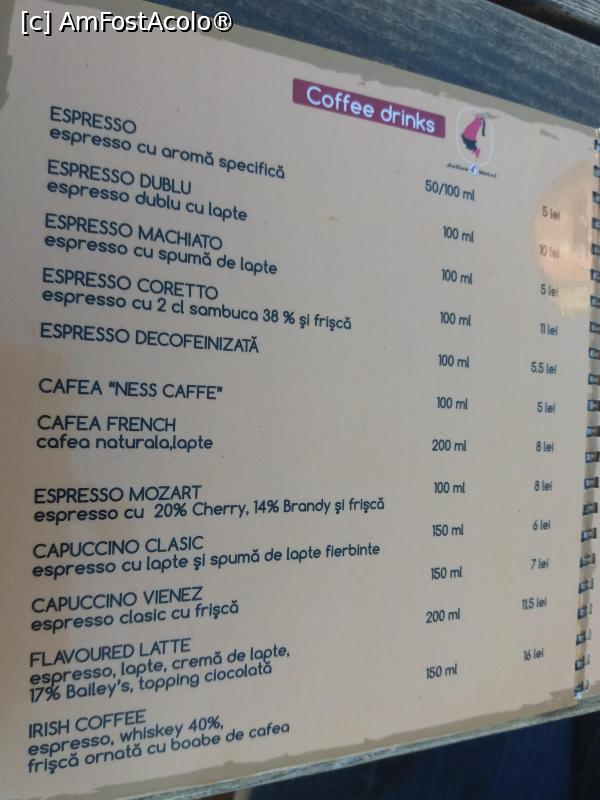 [c] AmFostAcolo®
Coffee drinks
Julius Meinl
ESPRESSO 50/100 ml 5 lei
espresso cu aromă specifică
ESPRESSO DUBLU 100 ml 10 lei
espresso dublu cu lapte
ESPRESSO MACHIATO 100 ml 5 lei
espresso cu spumă de lapte
ESPRESSO CORETTO 100 ml 11 lei
espresso cu 2 cl sambuca 38 % şi frişcă
ESPRESSO DECOFEINIZATĂ 100 ml 5.5 lei
CAFEA “NESS CAFFE” 100 ml 5 lei
CAFEA FRENCH 200 ml 8 lei
cafea naturala,lapte
ESPRESSO MOZART 100 ml 8 lei
espresso cu 20% Cherry, 14% Brandy şi frişcă
CAPUCCINO CLASIC 150 ml 6 lei
espresso cu lapte şi spumă de lapte fierbinte
CAPUCCINO VIENEZ 150 ml 7 lei
espresso clasic cu frişcă
FLAVOURED LATTE 200 ml 11.5 lei
espresso, lapte, cremă de lapte,
17% Bailey's, topping ciocolată
IRISH COFFEE 150 ml 16 lei
espresso, whiskey 40%,
frişcă ornată cu boabe de cafea